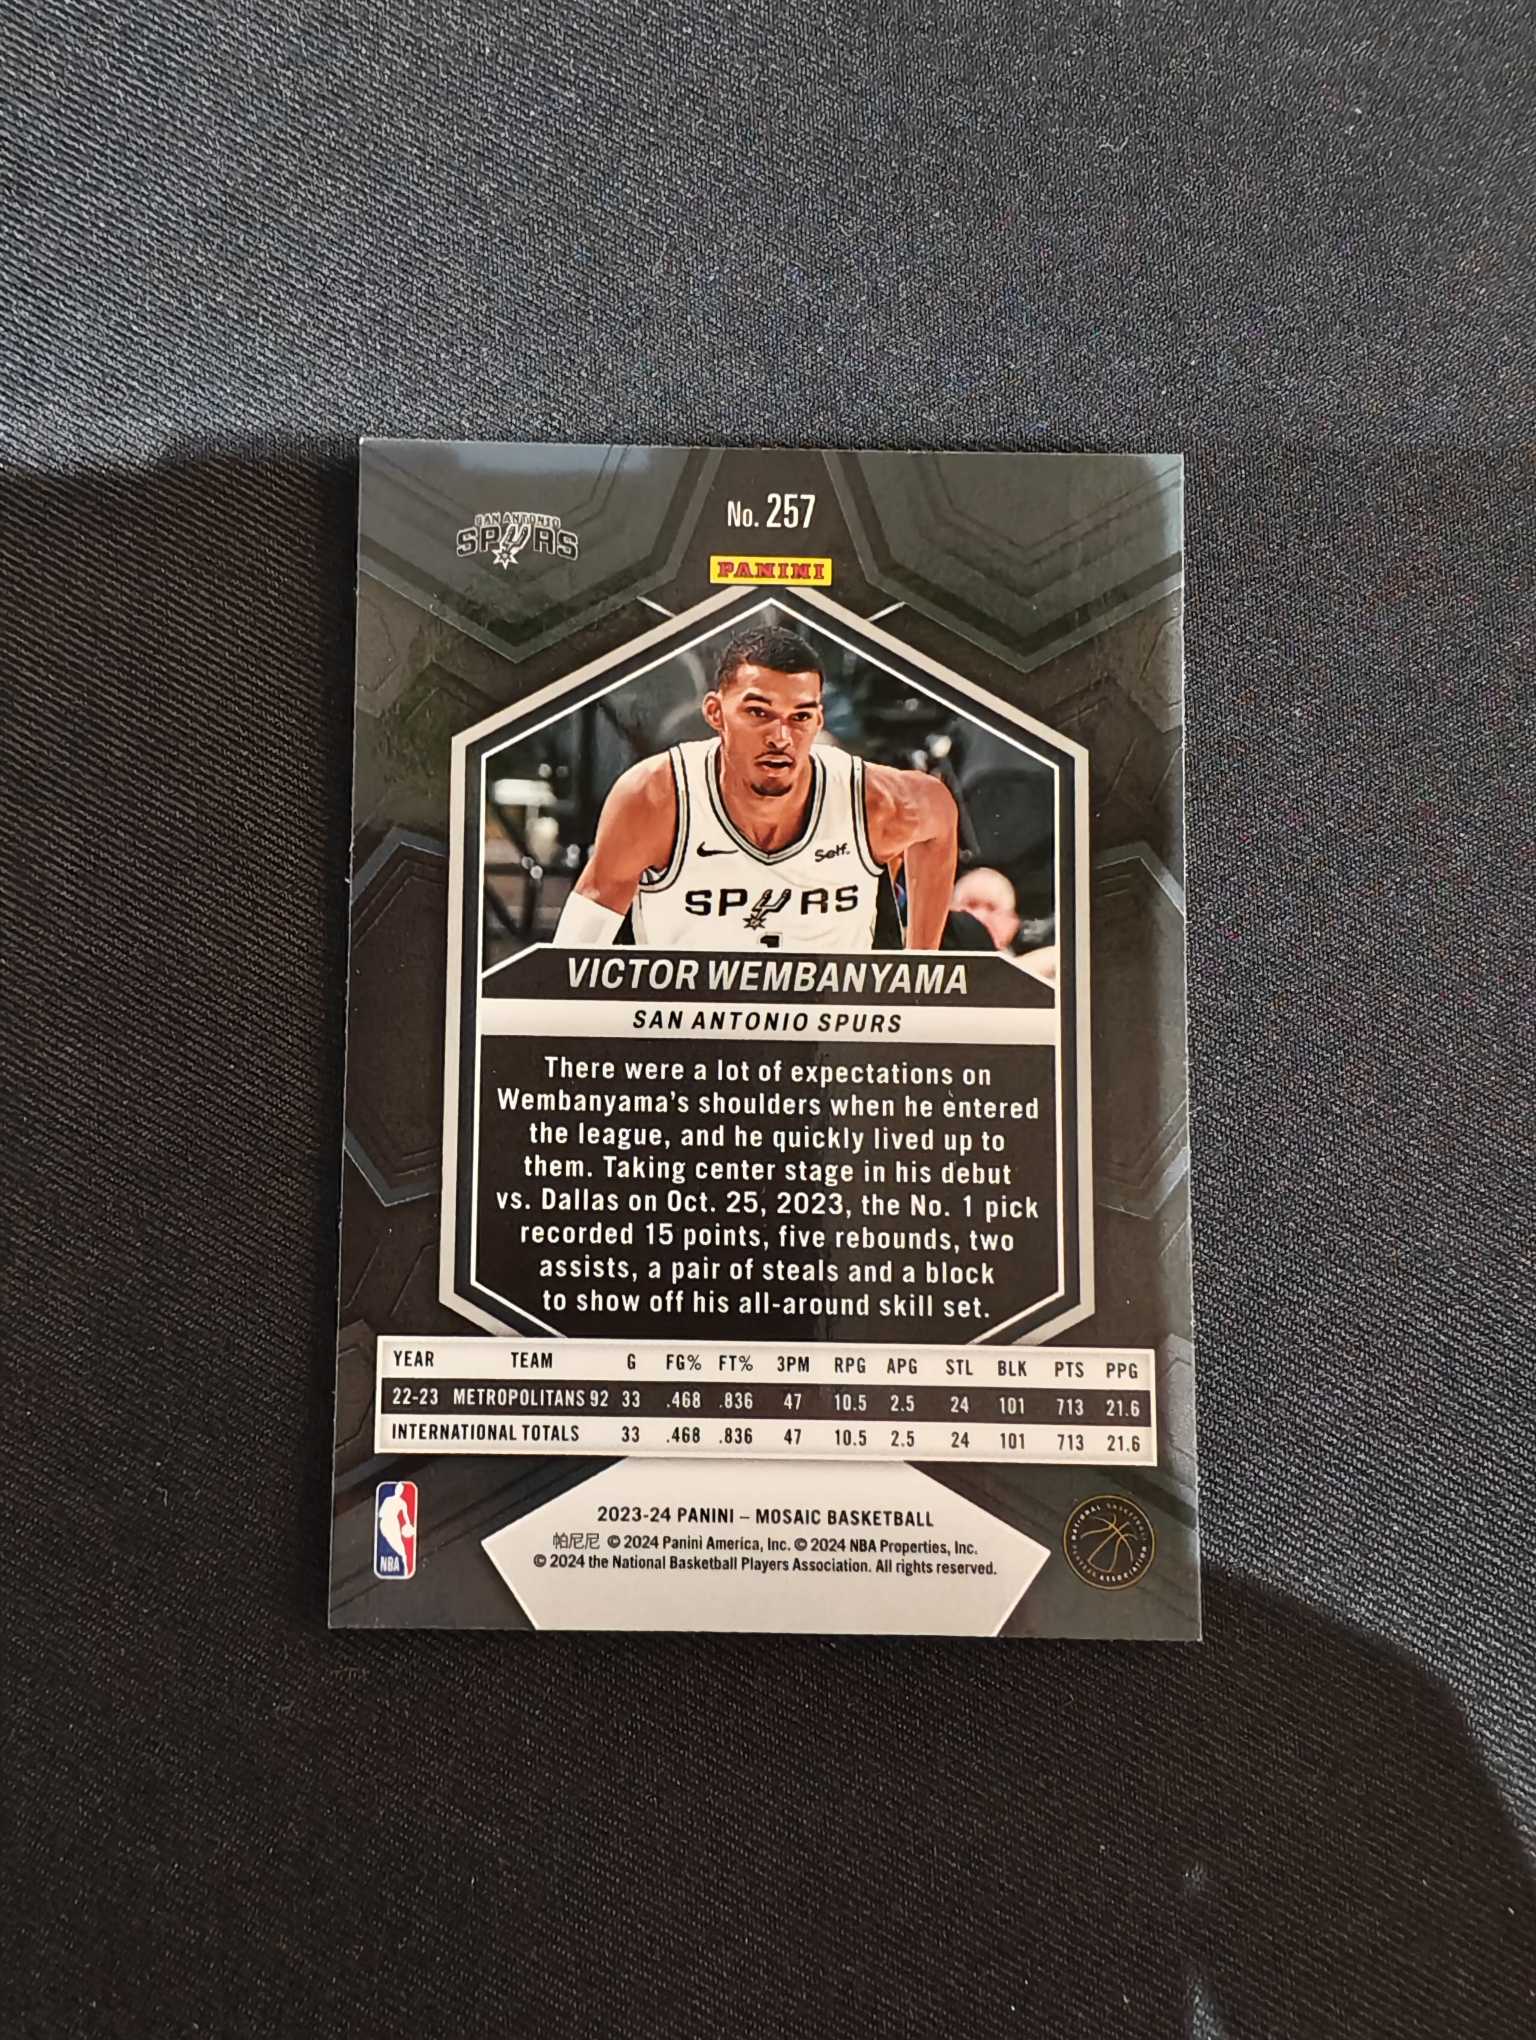 No. 257
SAN ANTONIO
SPURS
PANINI
Self.
SPURS
1
VICTOR WEMBANYAMA
SAN ANTONIO SPURS
There were a lot of expectations on
Wembanyama's shoulders when he entered
the league, and he quickly lived up to
them. Taking center stage in his debut
vs. Dallas on Oct. 25, 2023, the No. 1 pick
recorded 15 points, five rebounds, two
assists, a pair of steals and a block
to show off his all-around skill set.
YEAR TEAM G FG% FT% 3PM RPG APG STL BLK PTS PPG
22-23 METROPOLITANS 92 33 .468 .836 47 10.5 2.5 24 101 713 21.6
INTERNATIONAL TOTALS 33 .468 .836 47 10.5 2.5 24 101 713 21.6
NBA
2023-24 PANINI – MOSAIC BASKETBALL
帕尼尼 © 2024 Panini America, Inc. © 2024 NBA Properties, Inc.
© 2024 the National Basketball Players Association. All rights reserved.
NATIONAL BASKETBALL
PLAYERS ASSOCIATION